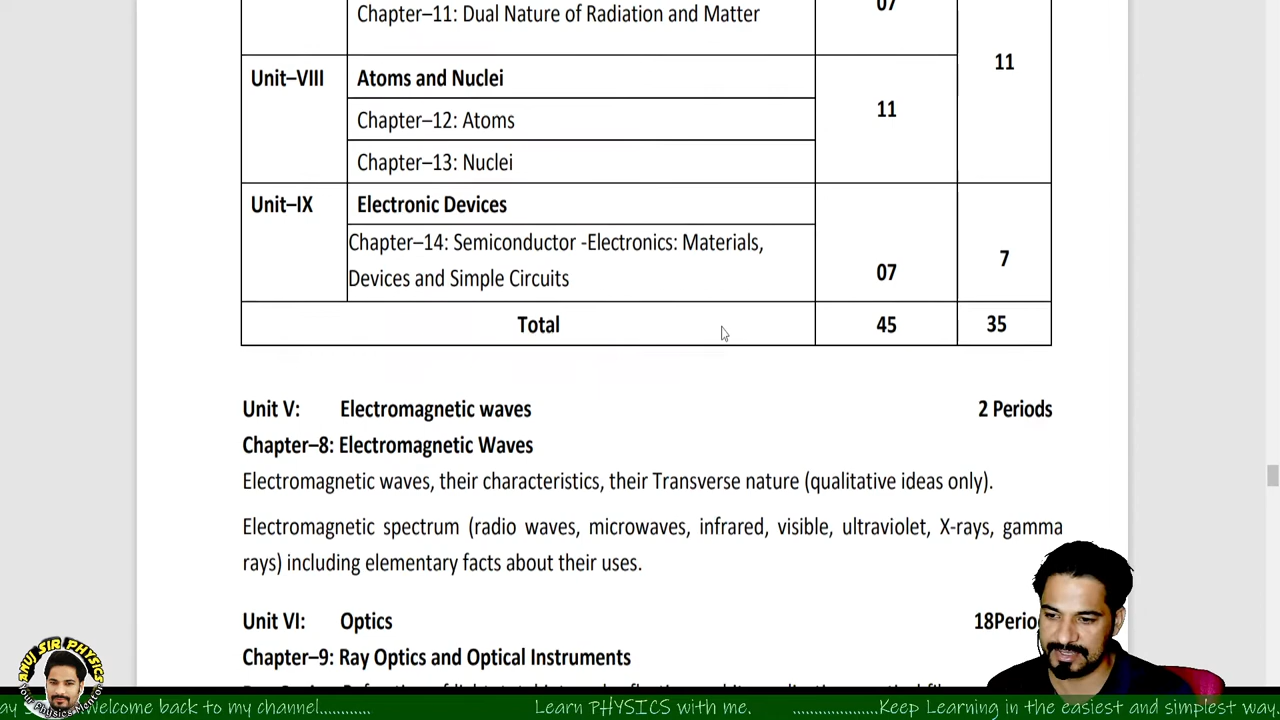 Chapter–11: Dual Nature of Radiation and Matter
07
11
Unit–VIII Atoms and Nuclei
11
Chapter–12: Atoms
Chapter–13: Nuclei
Unit–IX Electronic Devices
Chapter–14: Semiconductor -Electronics: Materials,
Devices and Simple Circuits
07
7
Total 45 35
Unit V: Electromagnetic waves 2 Periods
Chapter–8: Electromagnetic Waves
Electromagnetic waves, their characteristics, their Transverse nature (qualitative ideas only).
Electromagnetic spectrum (radio waves, microwaves, infrared, visible, ultraviolet, X-rays, gamma
rays) including elementary facts about their uses.
Unit VI: Optics 18
Chapter–9: Ray Optics and Optical Instruments
ANUJ SIR PHYSICS
Welcome back to my channel............ Learn PHYSICS with me. ..................Keep Learning in the easiest and simplest way.